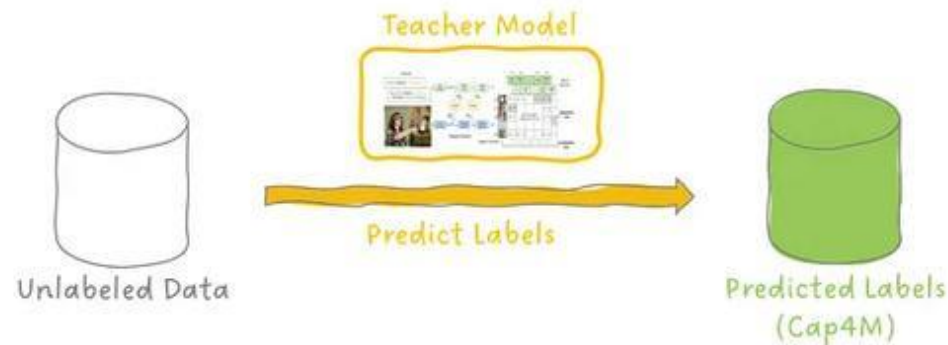 Teacher Model
Predict Labels
Unlabeled Data
Predicted Labels
(Cap4M)